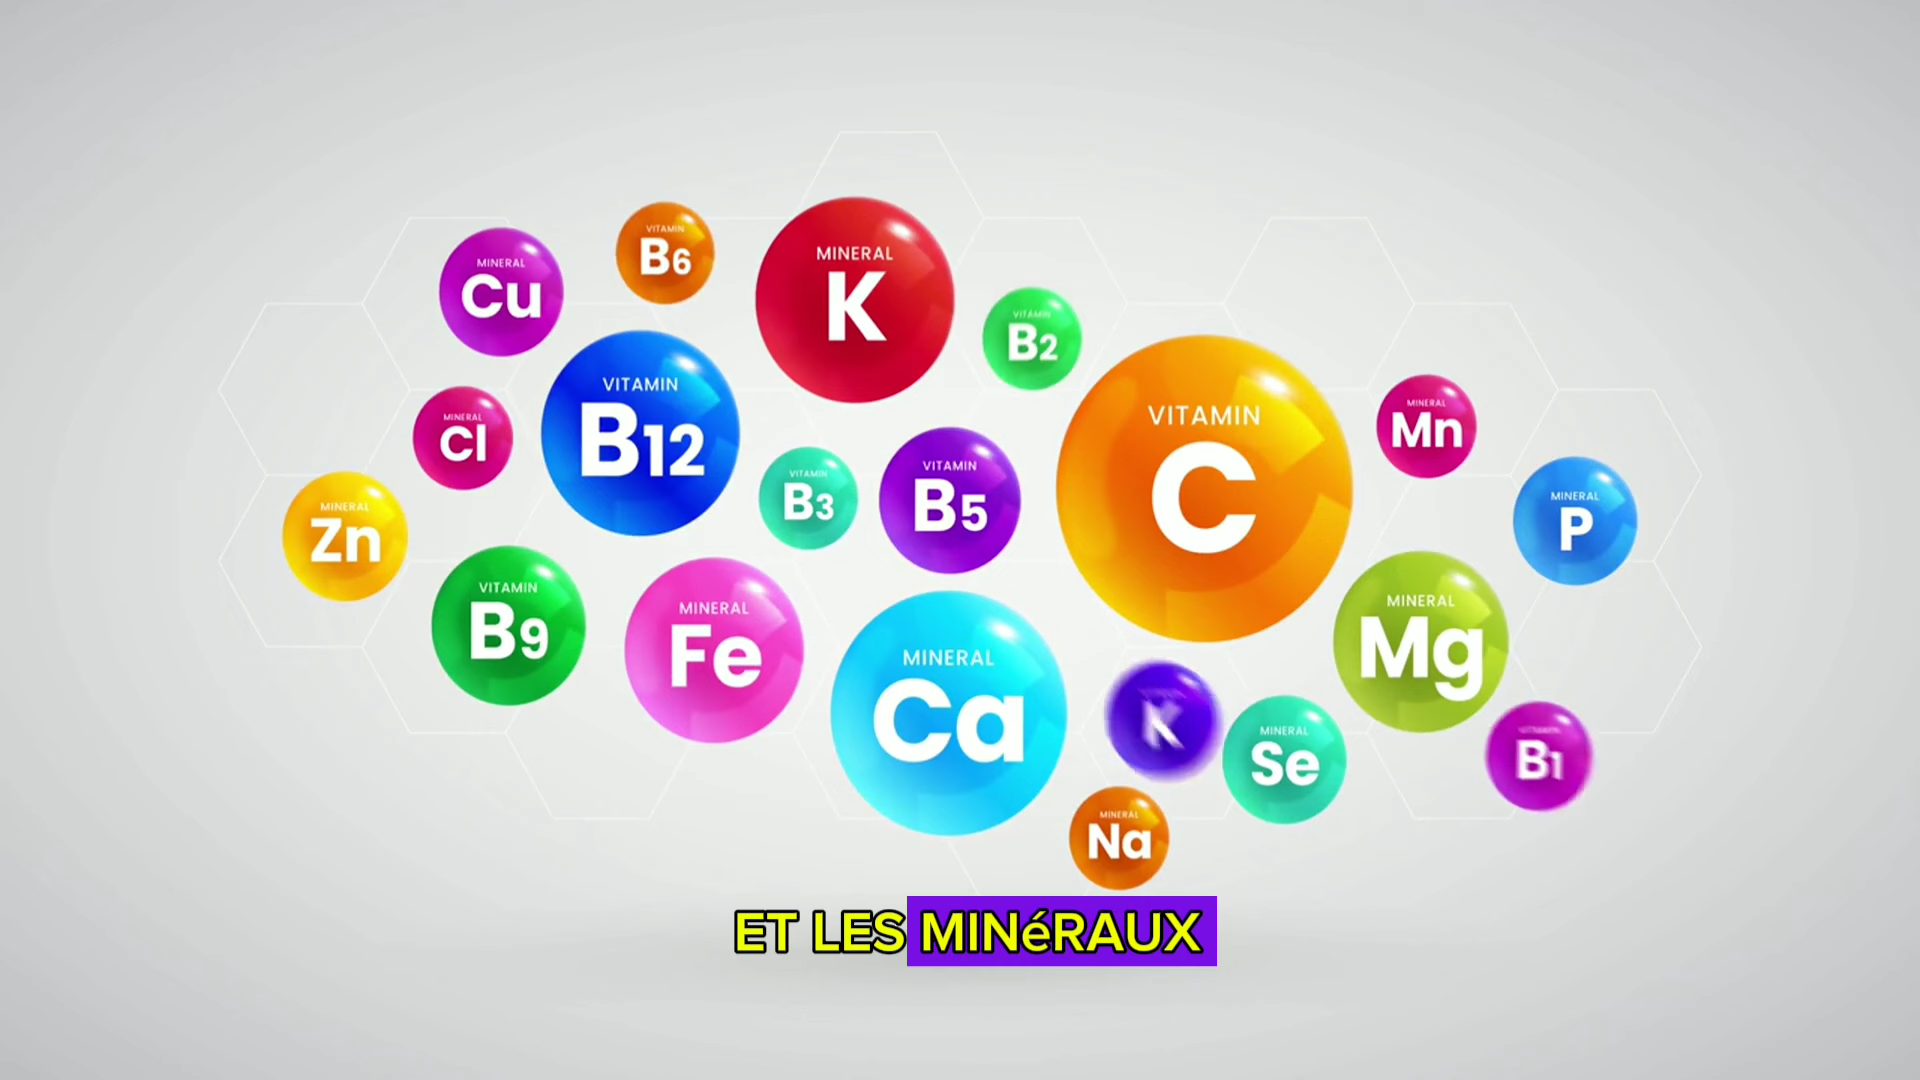 VITAMIN
B6
MINERAL
K
MINERAL
Cu
VITAMIN
B2
VITAMIN
B12
VITAMIN
C
MINERAL
Mn
MINERAL
Cl
VITAMIN
B3
VITAMIN
B5
MINERAL
P
MINERAL
Zn
VITAMIN
B9
MINERAL
Fe
MINERAL
Ca
MINERAL
Mg
K
MINERAL
Se
B1
MINERAL
Na
ET LES MINéRAUX